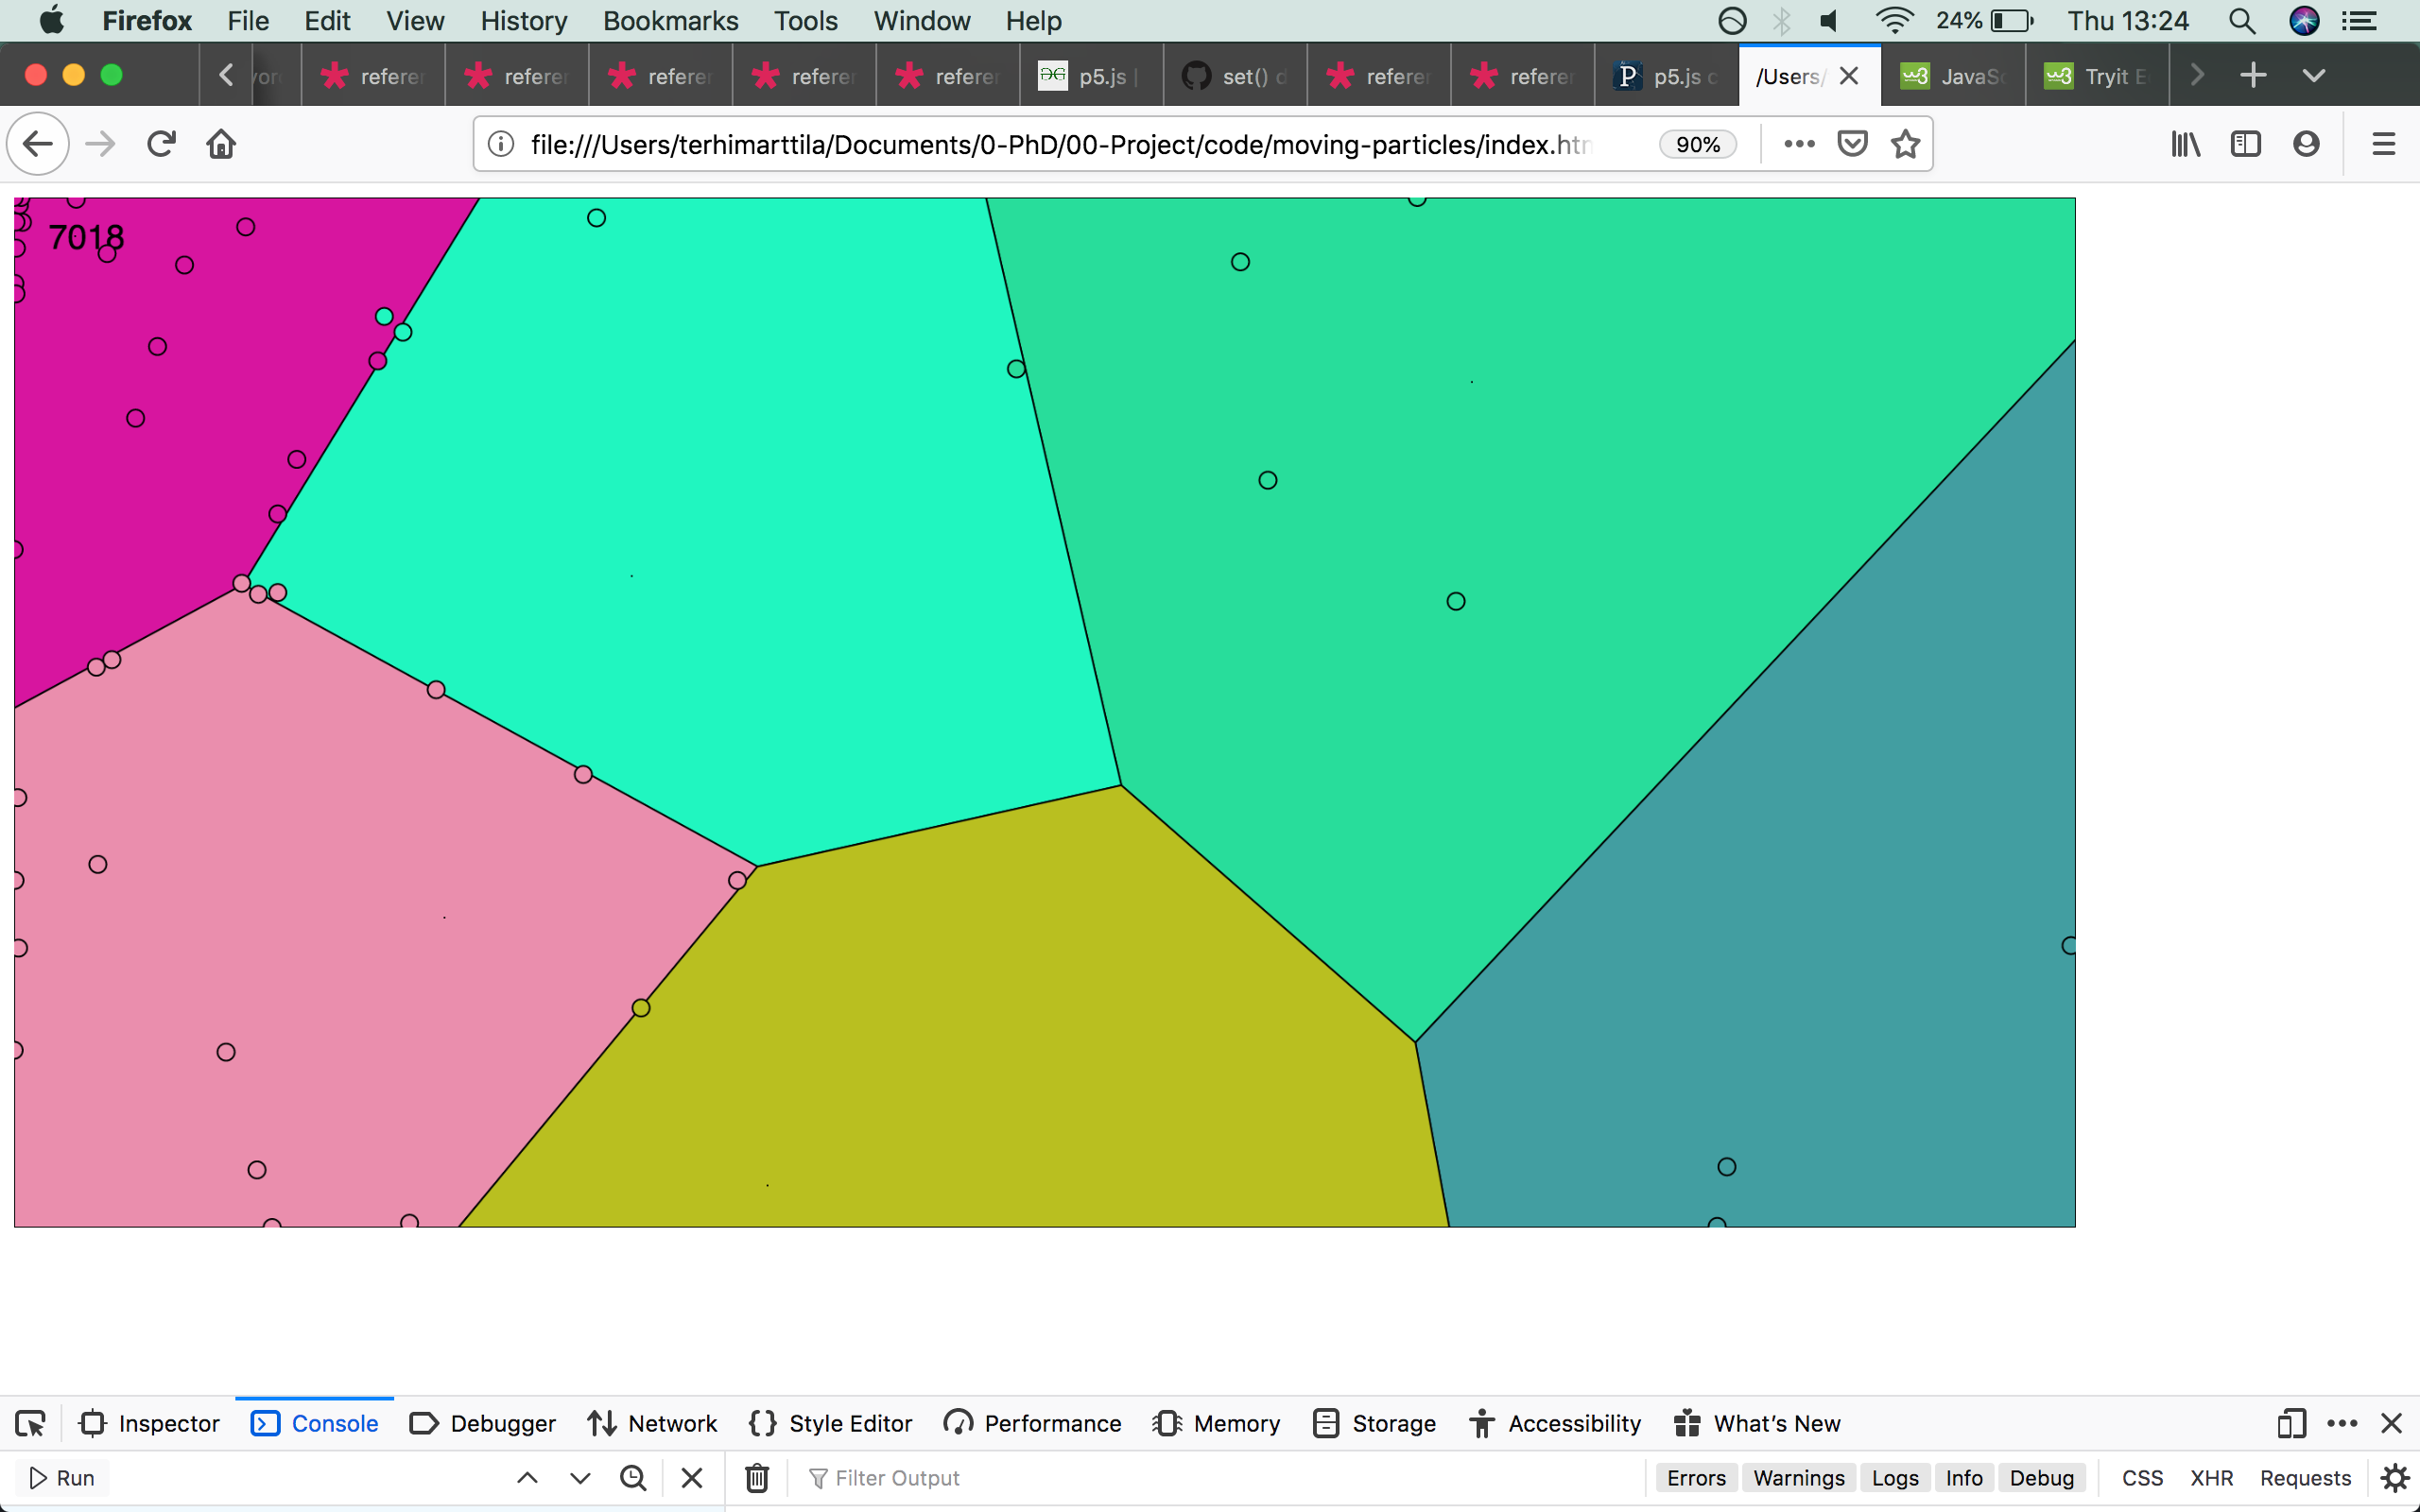 Firefox File Edit View History Bookmarks Tools Window Help 24% Thu 13:24
refere refere refere refere refere p5.js | set() d refere refere p5.js c /Users/ JavaSc Tryit E
file:///Users/terhimarttila/Documents/0-PhD/00-Project/code/moving-particles/index.htm 90%
7018
Inspector Console Debugger Network Style Editor Performance Memory Storage Accessibility What's New
Run Filter Output Errors Warnings Logs Info Debug CSS XHR Requests